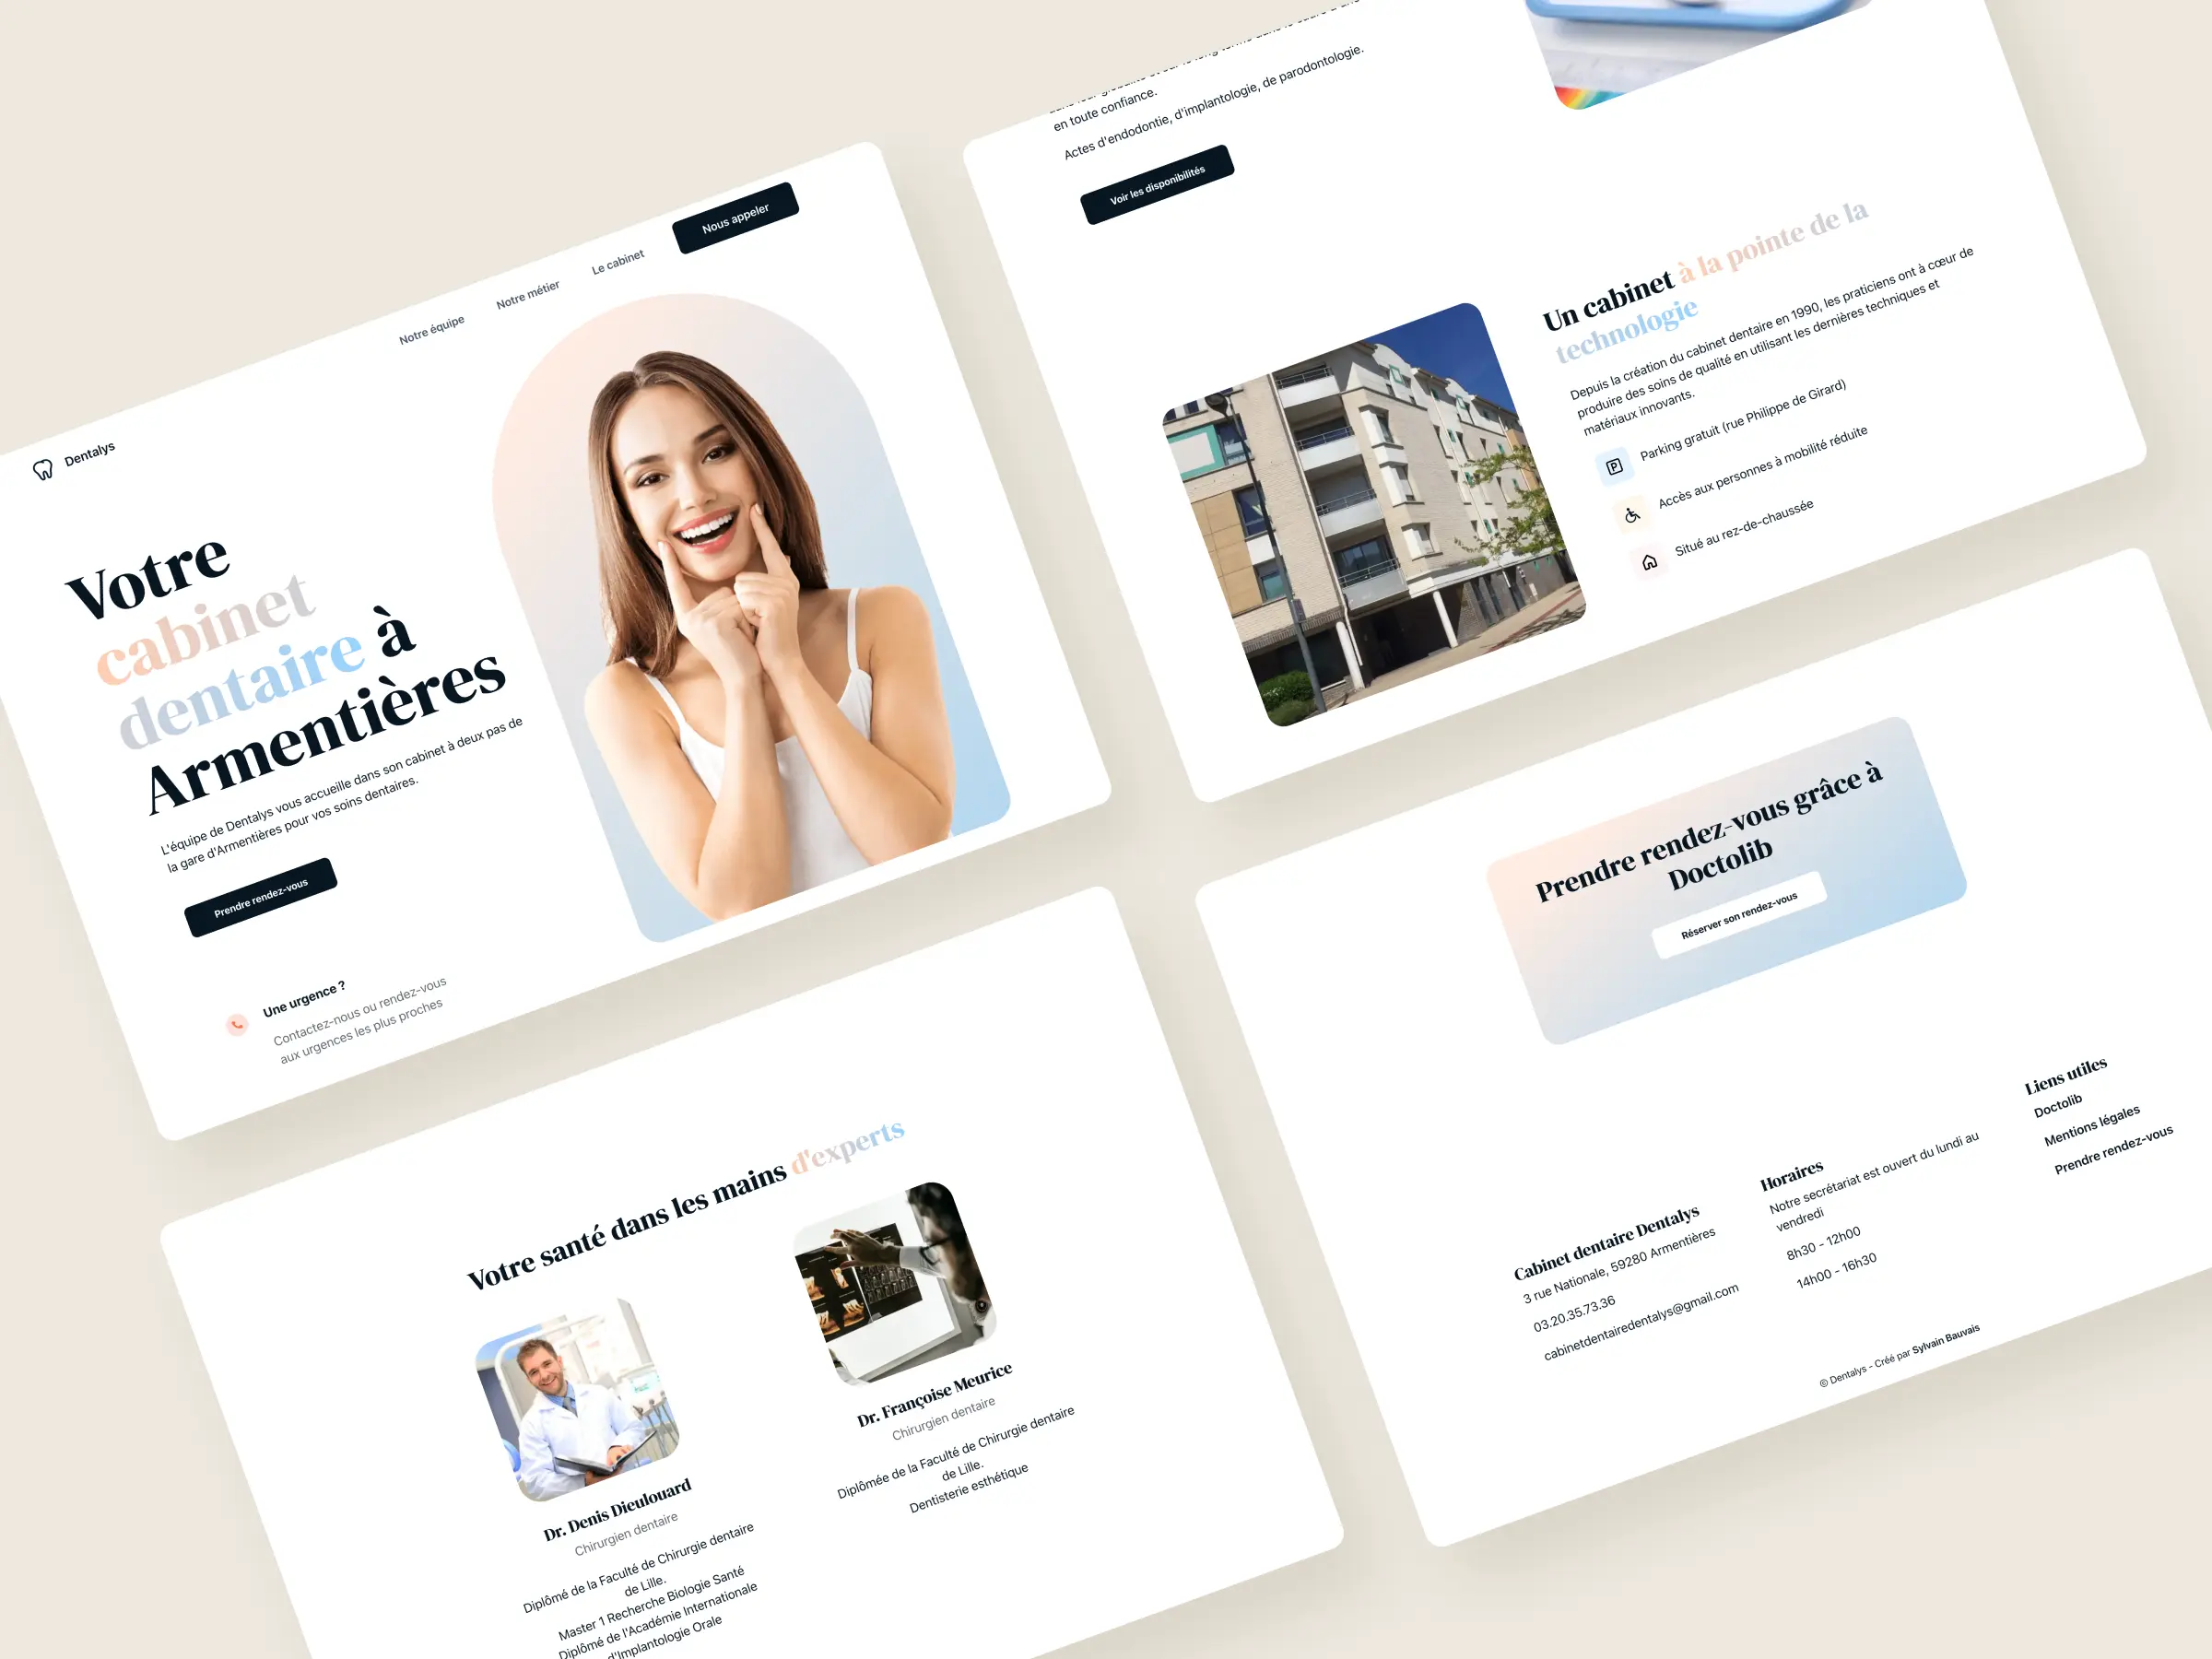 Dentalys
Notre équipe
Notre métier
Le cabinet
Nous appeler
Votre
cabinet
dentaire à
Armentières
L'équipe de Dentalys vous accueille dans son cabinet à deux pas de
la gare d'Armentières pour vos soins dentaires.
Prendre rendez-vous
Une urgence ?
Contactez-nous ou rendez-vous
aux urgences les plus proches
en toute confiance.
Actes d'endodontie, d'implantologie, de parodontologie.
Voir les disponibilités
Un cabinet à la pointe de la
technologie
Depuis la création du cabinet dentaire en 1990, les praticiens ont à cœur de
produire des soins de qualité en utilisant les dernières techniques et
matériaux innovants.
Parking gratuit (rue Philippe de Girard)
Accès aux personnes à mobilité réduite
Situé au rez-de-chaussée
Votre santé dans les mains d'experts
Dr. Denis Dieulouard
Chirurgien dentaire
Diplômé de la Faculté de Chirurgie dentaire
de Lille.
Master 1 Recherche Biologie Santé
Diplômé de l'Académie Internationale
d'Implantologie Orale
Dr. Françoise Meurice
Chirurgien dentaire
Diplômée de la Faculté de Chirurgie dentaire
de Lille.
Dentisterie esthétique
Prendre rendez-vous grâce à
Doctolib
Réserver son rendez-vous
Cabinet dentaire Dentalys
3 rue Nationale, 59280 Armentières
03.20.35.73.36
cabinetdentairedentalys@gmail.com
Horaires
Notre secrétariat est ouvert du lundi au
vendredi
8h30 - 12h00
14h00 - 16h30
Liens utiles
Doctolib
Mentions légales
Prendre rendez-vous
© Dentalys - Créé par Sylvain Bauvais